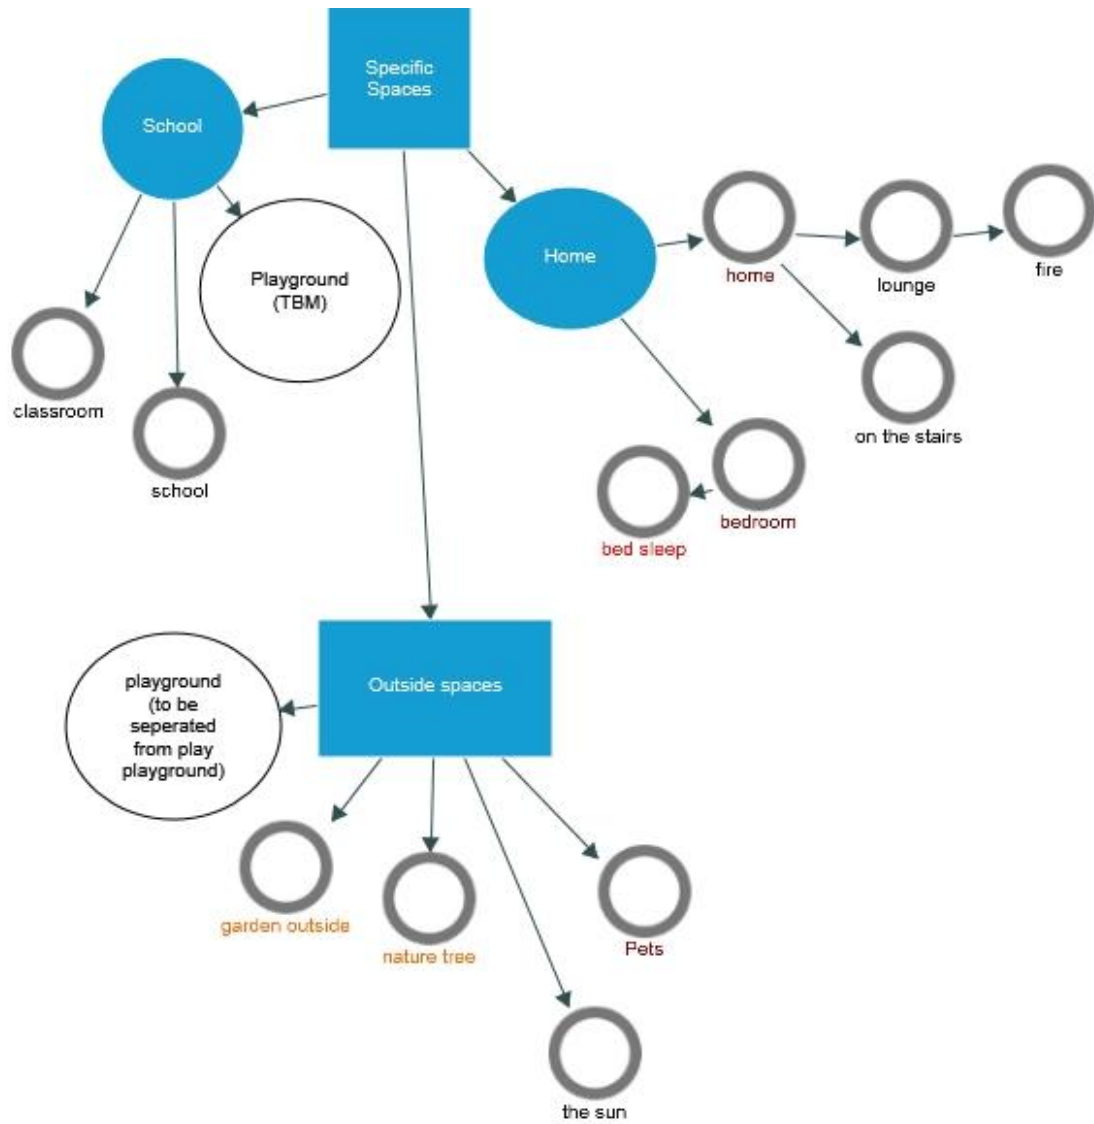 Specific
Spaces
School
Playground
(TBM)
Home
home
lounge
fire
classroom
school
on the stairs
bedroom
bed sleep
Outside spaces
playground
(to be
seperated
from play
playground)
garden outside
nature tree
Pets
the sun